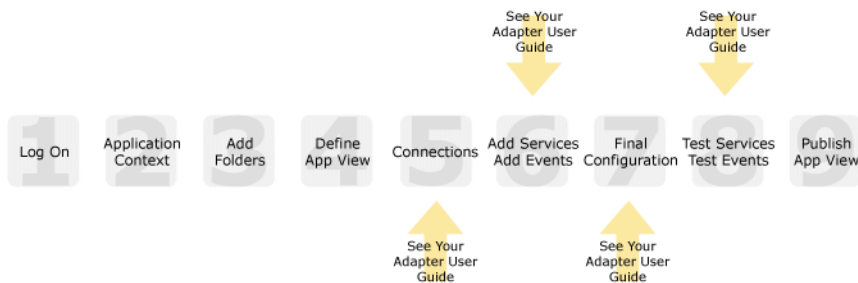 See Your
Adapter User
Guide
See Your
Adapter User
Guide
1
Log On
2
Application
Context
3
Add
Folders
4
Define
App View
5
Connections
6
Add Services
Add Events
7
Final
Configuration
8
Test Services
Test Events
9
Publish
App View
See Your
Adapter User
Guide
See Your
Adapter User
Guide